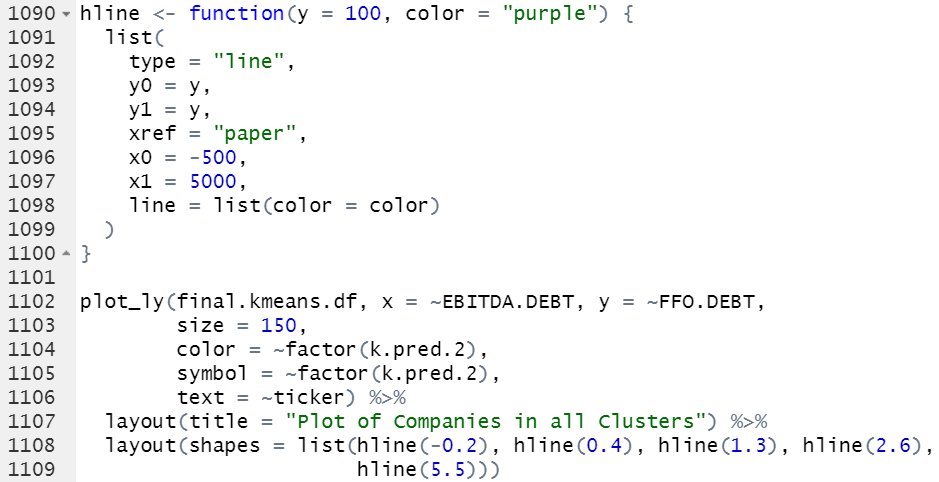 1090 hline <- function(y = 100, color = "purple") {
1091   list(
1092     type = "line",
1093     y0 = y,
1094     y1 = y,
1095     xref = "paper",
1096     x0 = -500,
1097     x1 = 5000,
1098     line = list(color = color)
1099   )
1100 }
1101
1102 plot_ly(final.kmeans.df, x = ~EBITDA.DEBT, y = ~FFO.DEBT,
1103         size = 150,
1104         color = ~factor(k.pred.2),
1105         symbol = ~factor(k.pred.2),
1106         text = ~ticker) %>%
1107   layout(title = "Plot of Companies in all Clusters") %>%
1108   layout(shapes = list(hline(-0.2), hline(0.4), hline(1.3), hline(2.6),
1109                        hline(5.5)))